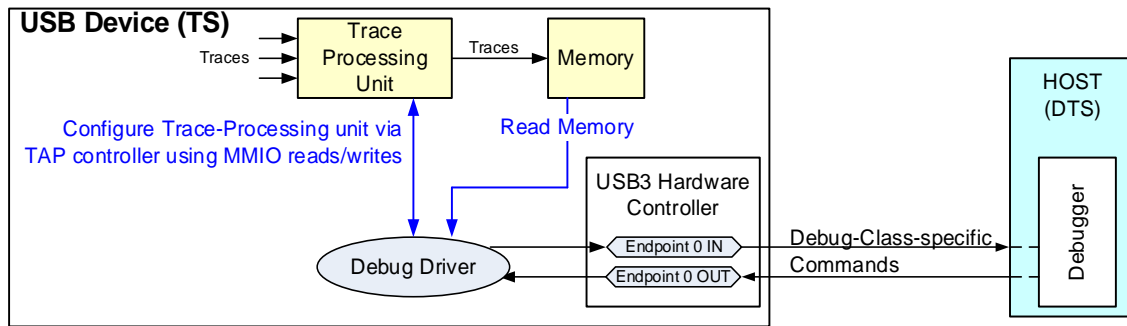 USB Device (TS)
Traces
Trace
Processing
Unit
Traces
Memory
Configure Trace-Processing unit via
TAP controller using MMIO reads/writes
Read Memory
USB3 Hardware
Controller
Endpoint 0 IN
Endpoint 0 OUT
Debug Driver
Debug-Class-specific
Commands
HOST
(DTS)
Debugger